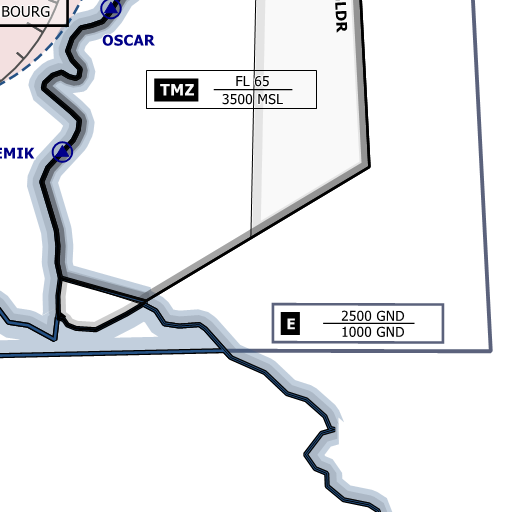 BOURG
OSCAR
LDR
TMZ
FL 65
3500 MSL
EMIK
E
2500 GND
1000 GND